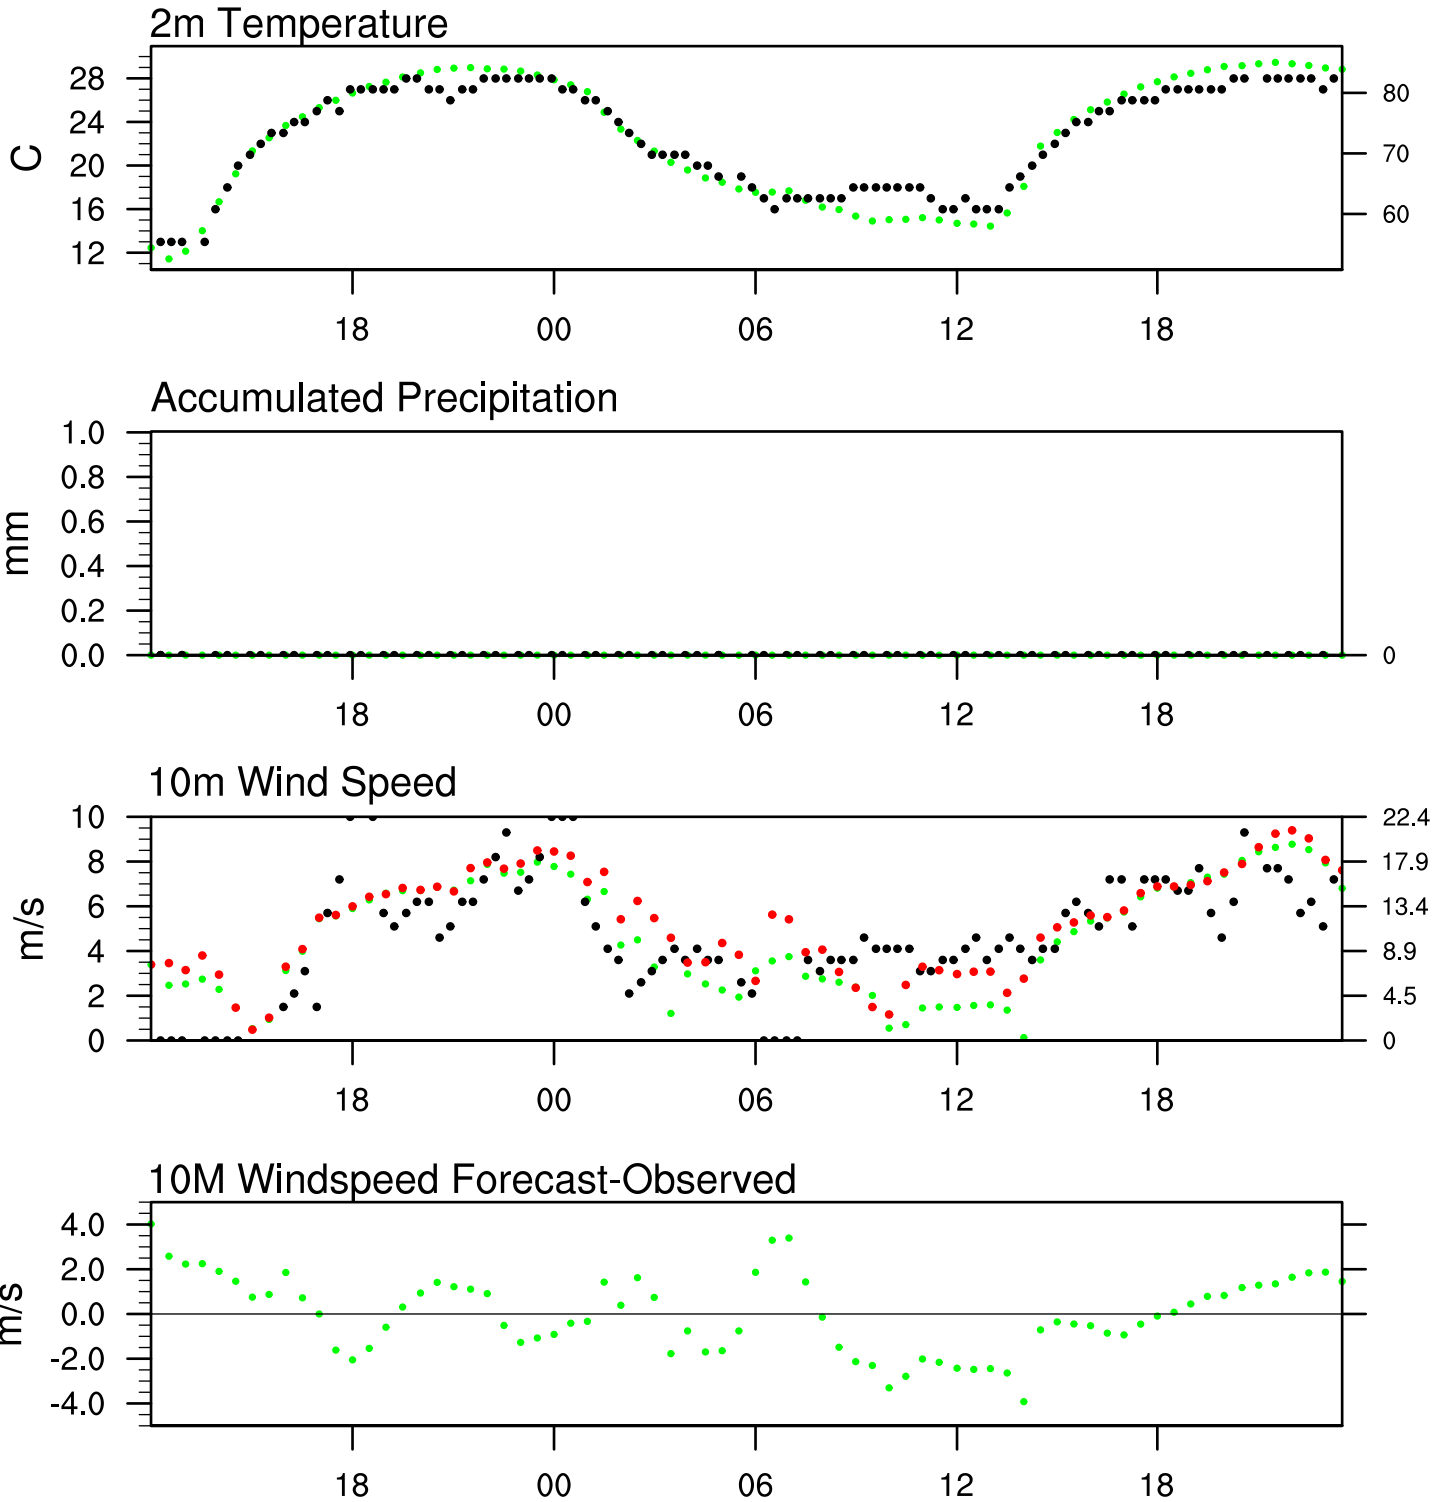 2m Temperature
28
24
20
16
12
C
80
70
60
18 00 06 12 18
Accumulated Precipitation
1.0
0.8
0.6
0.4
0.2
0.0
mm
0
18 00 06 12 18
10m Wind Speed
10
8
6
4
2
0
m/s
22.4
17.9
13.4
8.9
4.5
0
18 00 06 12 18
10M Windspeed Forecast-Observed
4.0
2.0
0.0
-2.0
-4.0
m/s
18 00 06 12 18